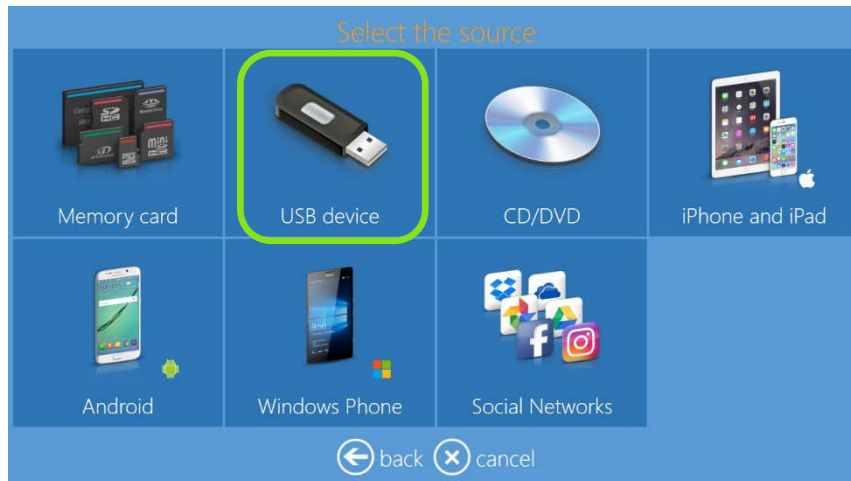 Select the source
Memory card
USB device
CD/DVD
iPhone and iPad
Android
Windows Phone
Social Networks
back
cancel